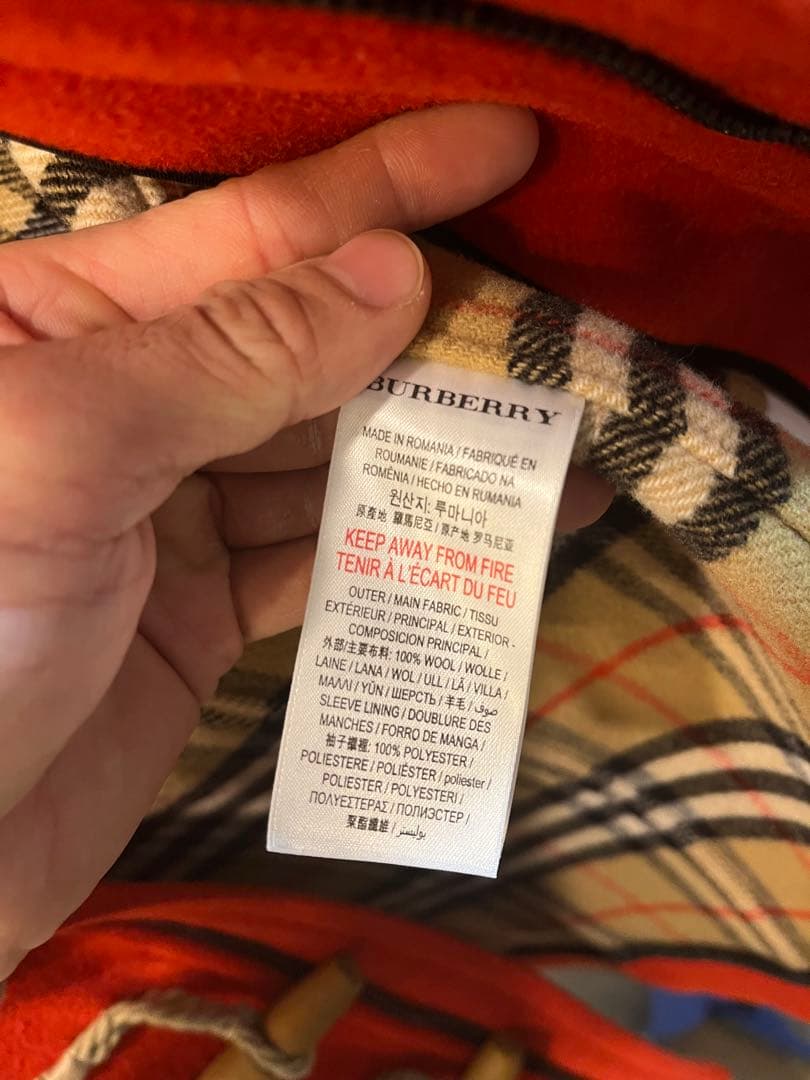 BURBERRY
MADE IN ROMANIA / FABRIQUÉ EN
ROUMANIE / FABRICADO NA
ROMÊNIA / HECHO EN RUMANIA
원산지: 루마니아
原產地 羅馬尼亞 / 原产地 罗马尼亚
KEEP AWAY FROM FIRE
TENIR À L'ÉCART DU FEU
OUTER / MAIN FABRIC / TISSU
EXTÉRIEUR / PRINCIPAL / EXTERIOR -
COMPOSICION PRINCIPAL /
外部/主要布料: 100% WOOL / WOLLE /
LAINE / LANA / WOL / ULL / LÃ / VILLA /
ΜΑΛΛΙ / YÜN / ШЕРСТЬ / 羊毛 / صوف /
SLEEVE LINING / DOUBLURE DES
MANCHES / FORRO DE MANGA /
袖子攔裡: 100% POLYESTER /
POLIESTERE / POLIÉSTER / poliester /
POLIESTER / POLYESTERI /
ΠΟΛΥΕΣΤΕΡΑΣ / ПОЛИЭСТЕР /
聚酯纖維 / يوليستر